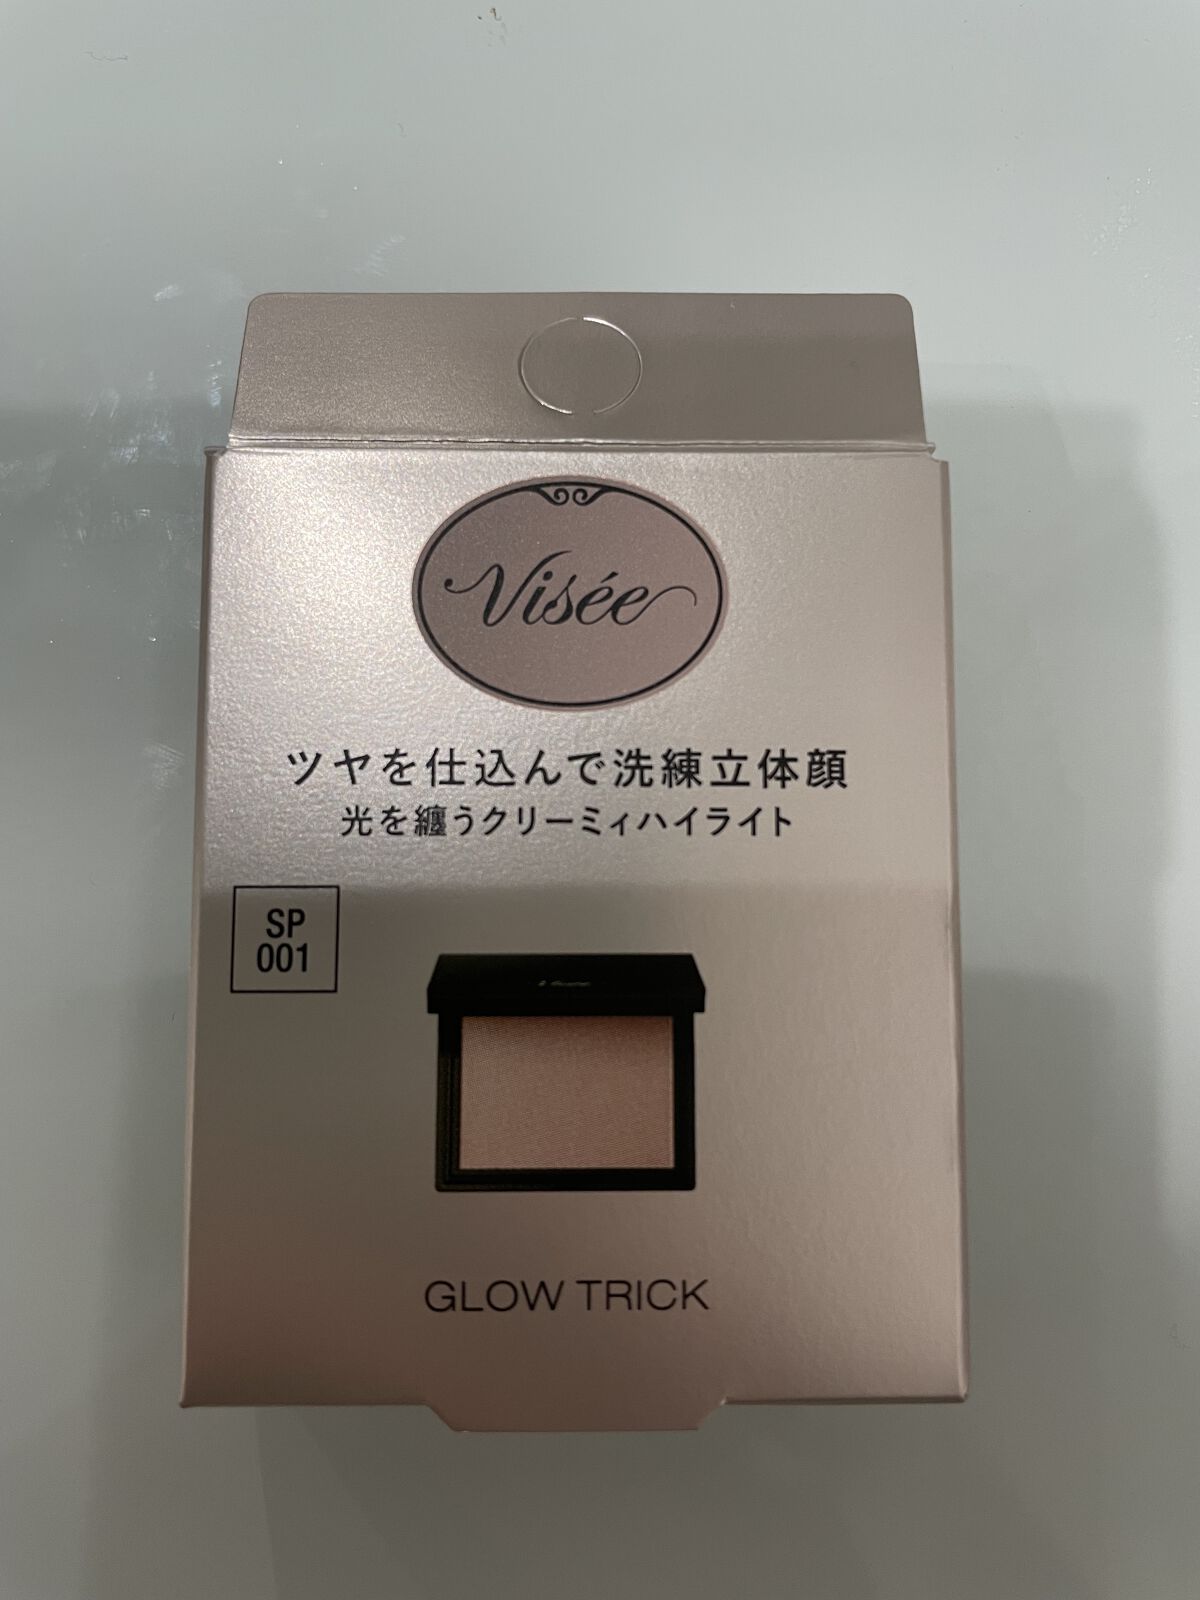 Visée
ツヤを仕込んで洗練立体顔
光を纏うクリーミィハイライト
SP
001
GLOW TRICK